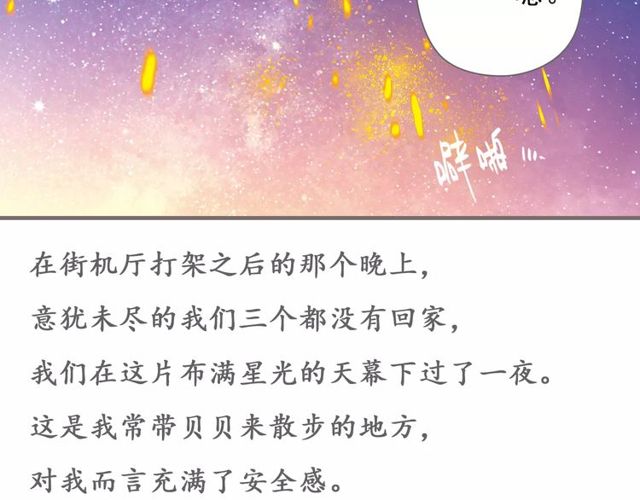 噼啪...
在街机厅打架之后的那个晚上，
意犹未尽的我们三个都没有回家，
我们在这片布满星光的天幕下过了一夜。
这是我常带贝贝来散步的地方，
对我而言充满了安全感。